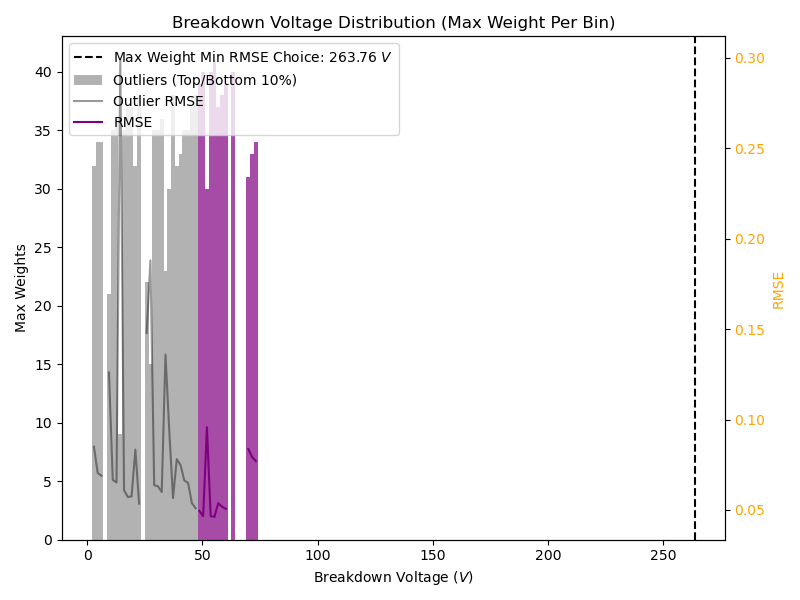 Breakdown Voltage Distribution (Max Weight Per Bin)
Max Weight Min RMSE Choice: 263.76 V
Outliers (Top/Bottom 10%)
Outlier RMSE
RMSE
Max Weights
40
35
30
25
20
15
10
5
0
0.30
0.25
0.20
0.15
0.10
0.05
RMSE
0
50
100
150
200
250
Breakdown Voltage (V)